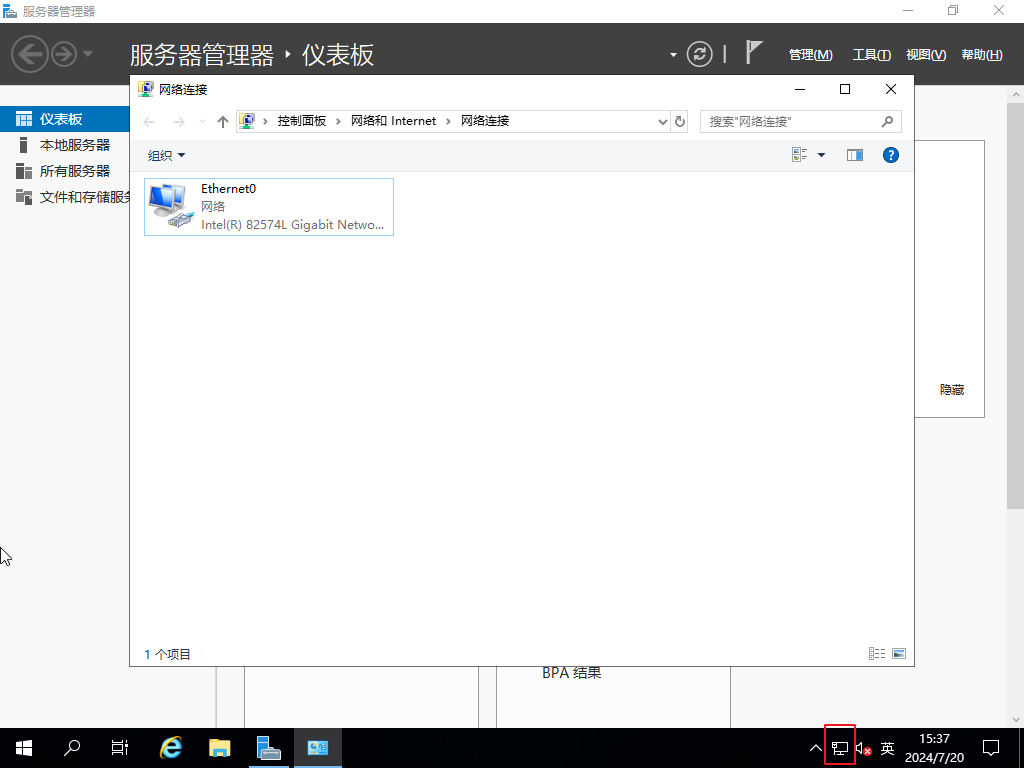 服务器管理器
服务器管理器 ‣ 仪表板
管理(M) 工具(T) 视图(V) 帮助(H)
网络连接
控制面板 › 网络和 Internet › 网络连接
搜索"网络连接"
组织
仪表板
本地服务器
所有服务器
文件和存储服务
Ethernet0
网络
Intel(R) 82574L Gigabit Netwo...
隐藏
1 个项目
BPA 结果
英
15:37
2024/7/20